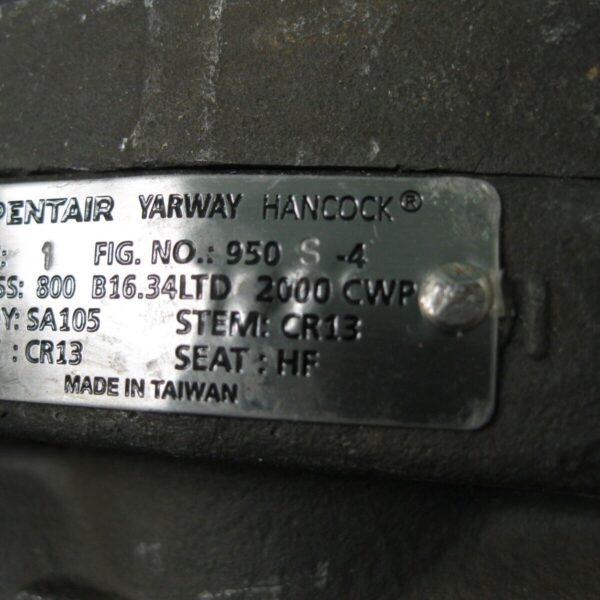 PENTAIR YARWAY HANCOCK®
: 1 FIG. NO.: 950 S -4
SS: 800 B16.34LTD 2000 CWP
Y: SA105 STEM: CR13
: CR13 SEAT : HF
MADE IN TAIWAN